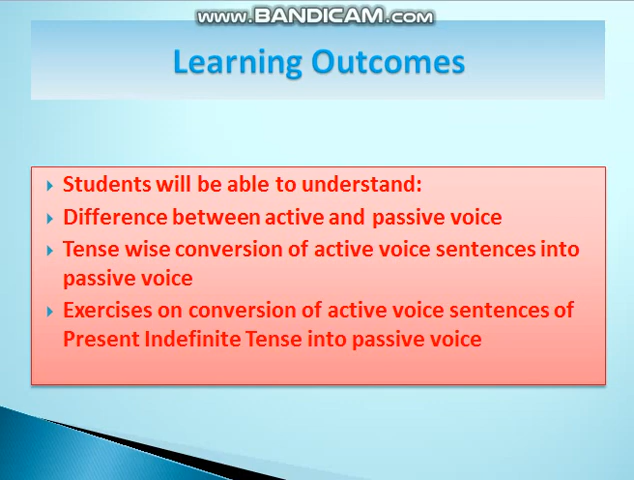 WWW.BANDICAM.COM
Learning Outcomes
Students will be able to understand:
Difference between active and passive voice
Tense wise conversion of active voice sentences into
passive voice
Exercises on conversion of active voice sentences of
Present Indefinite Tense into passive voice